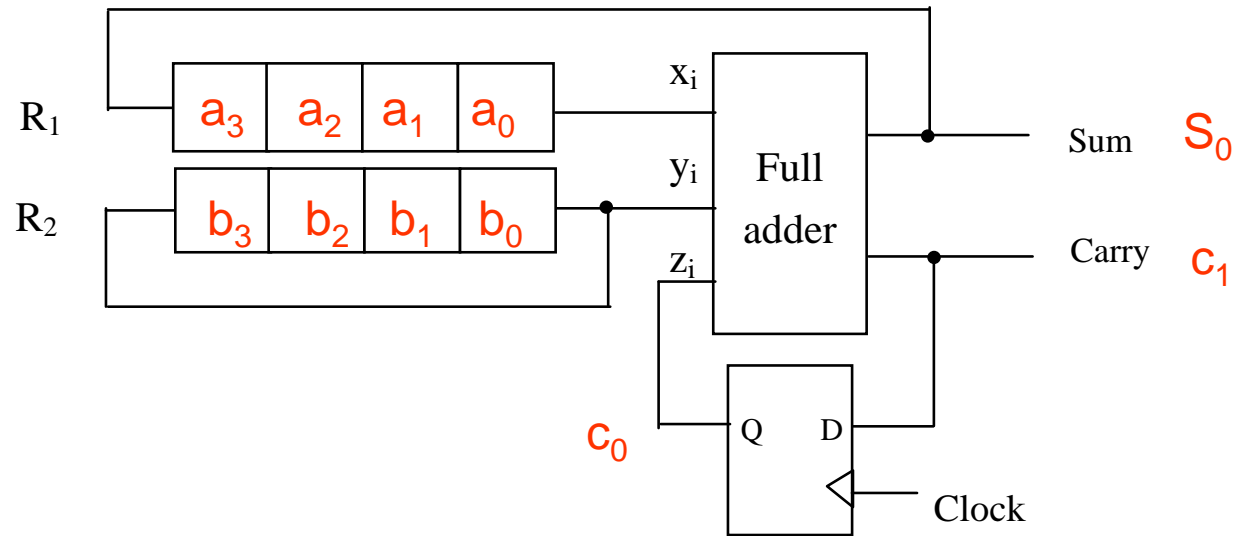 R₁ a₃ a₂ a₁ a₀ xᵢ
R₂ b₃ b₂ b₁ b₀ yᵢ
zᵢ
Full
adder
Sum S₀
Carry c₁
c₀ Q D
Clock